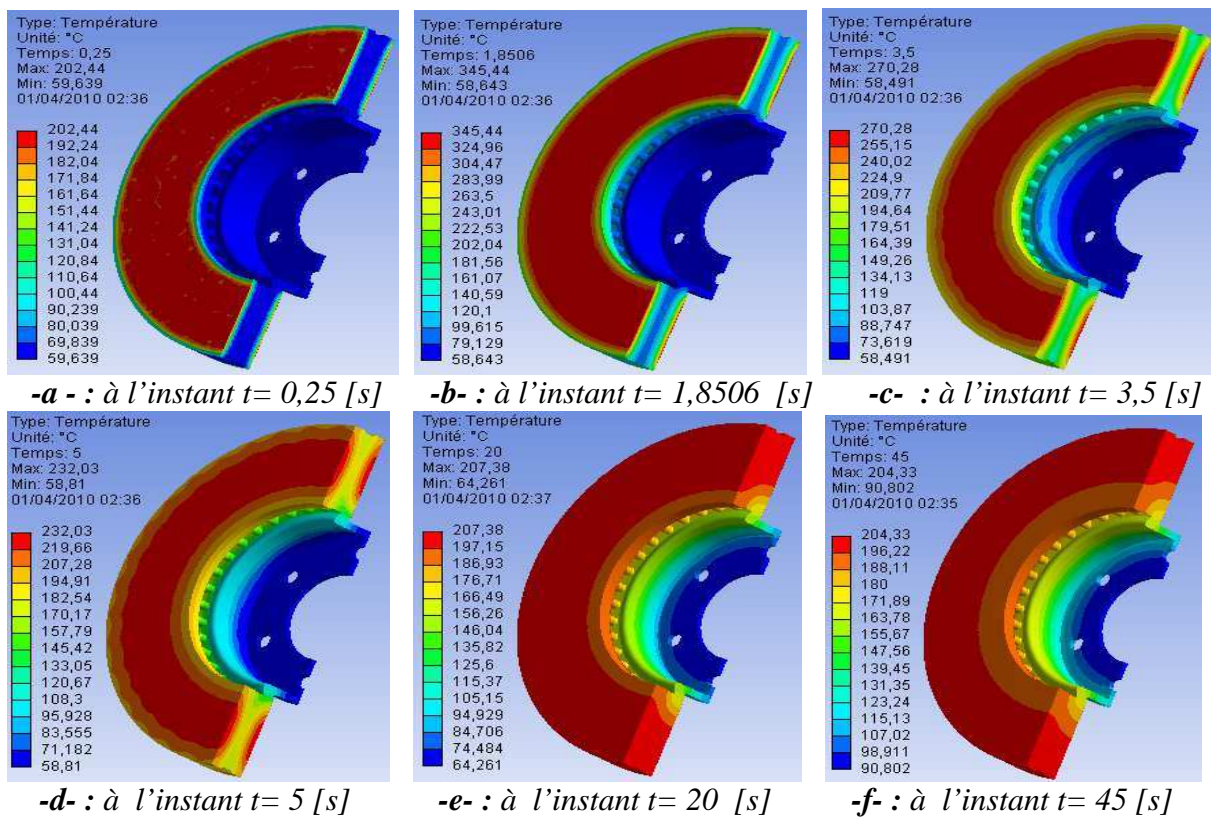 Type: Température
Unité: °C
Temps: 0,25
Max: 202,44
Min: 59,639
01/04/2010 02:36
202,44
192,24
182,04
171,84
161,64
151,44
141,24
131,04
120,84
110,64
100,44
90,239
80,039
69,839
59,639
-a - : à l’instant t= 0,25 [s]
Type: Température
Unité: °C
Temps: 1,8506
Max: 345,44
Min: 58,643
01/04/2010 02:36
345,44
324,96
304,47
283,99
263,5
243,01
222,53
202,04
181,56
161,07
140,59
120,1
99,615
79,129
58,643
-b- : à l’instant t= 1,8506 [s]
Type: Température
Unité: °C
Temps: 3,5
Max: 270,28
Min: 58,491
01/04/2010 02:36
270,28
255,15
240,02
224,9
209,77
194,64
179,51
164,39
149,26
134,13
119
103,87
88,747
73,619
58,491
-c- : à l’instant t= 3,5 [s]
Type: Température
Unité: °C
Temps: 5
Max: 232,03
Min: 58,81
01/04/2010 02:36
232,03
219,66
207,28
194,91
182,54
170,17
157,79
145,42
133,05
120,67
108,3
95,928
83,555
71,182
58,81
-d- : à l’instant t= 5 [s]
Type: Température
Unité: °C
Temps: 20
Max: 207,38
Min: 64,261
01/04/2010 02:37
207,38
197,15
186,93
176,71
166,49
156,26
146,04
135,82
125,6
115,37
105,15
94,929
84,706
74,484
64,261
-e- : à l’instant t= 20 [s]
Type: Température
Unité: °C
Temps: 45
Max: 204,33
Min: 90,802
01/04/2010 02:35
204,33
196,22
188,11
180
171,89
163,78
155,67
147,56
139,45
131,35
123,24
115,13
107,02
98,911
90,802
-f- : à l’instant t= 45 [s]